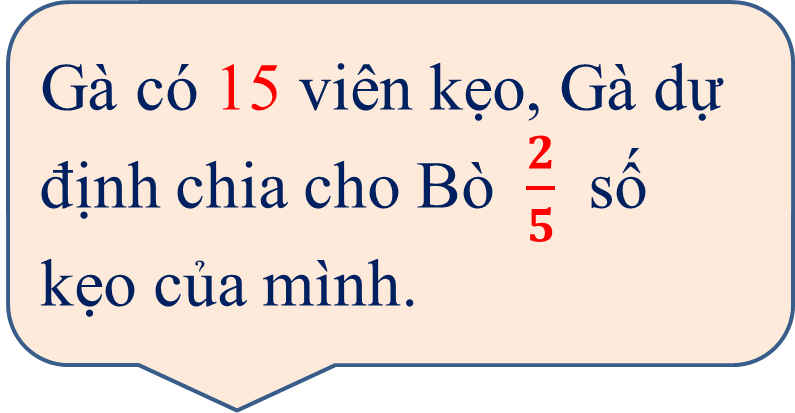 Gà có 15 viên kẹo, Gà dự
định chia cho Bò 2/5 số
kẹo của mình.